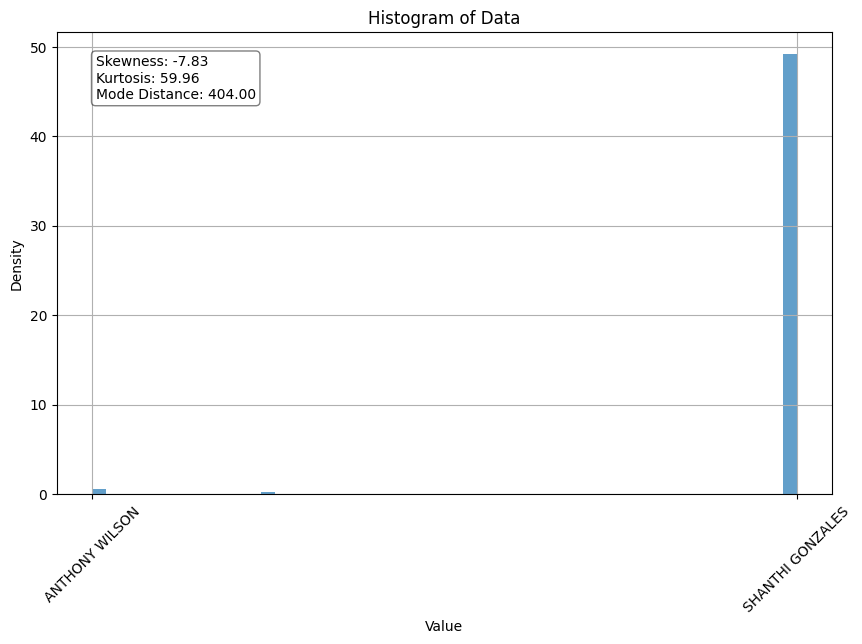 Histogram of Data
Skewness: -7.83
Kurtosis: 59.96
Mode Distance: 404.00
50
40
30
20
10
0
Density
ANTHONY WILSON
SHANTHI GONZALES
Value